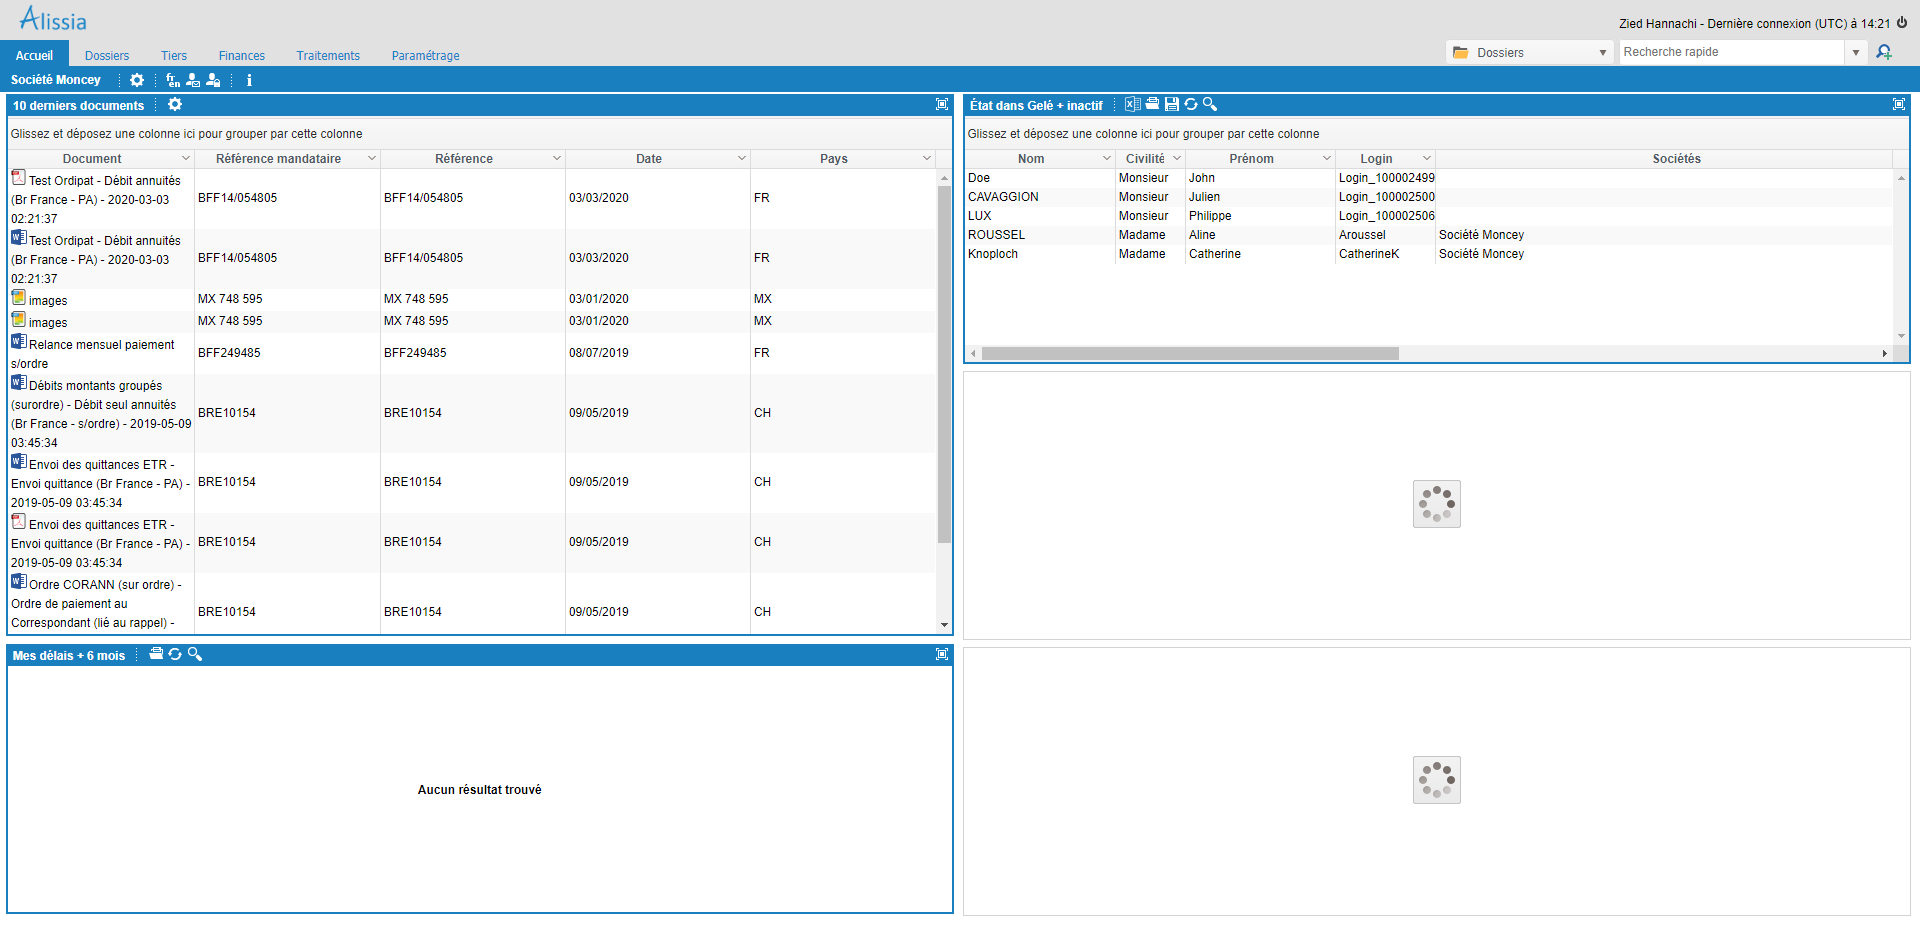 Alissia
Zied Hannachi - Dernière connexion (UTC) à 14:21
Accueil Dossiers Tiers Finances Traitements Paramétrage
Dossiers Recherche rapide
Société Moncey fr en i
10 derniers documents
Glissez et déposez une colonne ici pour grouper par cette colonne
Document Référence mandataire Référence Date Pays
Test Ordipat - Débit annuités
(Br France - PA) - 2020-03-03 BFF14/054805 BFF14/054805 03/03/2020 FR
02:21:37
Test Ordipat - Débit annuités
(Br France - PA) - 2020-03-03 BFF14/054805 BFF14/054805 03/03/2020 FR
02:21:37
images MX 748 595 MX 748 595 03/01/2020 MX
images MX 748 595 MX 748 595 03/01/2020 MX
Relance mensuel paiement BFF249485 BFF249485 08/07/2019 FR
s/ordre
Débits montants groupés
(surordre) - Débit seul annuités BRE10154 BRE10154 09/05/2019 CH
(Br France - s/ordre) - 2019-05-09
03:45:34
Envoi des quittances ETR -
Envoi quittance (Br France - PA) - BRE10154 BRE10154 09/05/2019 CH
2019-05-09 03:45:34
Envoi des quittances ETR -
Envoi quittance (Br France - PA) - BRE10154 BRE10154 09/05/2019 CH
2019-05-09 03:45:34
Ordre CORANN (sur ordre) -
Ordre de paiement au BRE10154 BRE10154 09/05/2019 CH
Correspondant (lié au rappel) -
Mes délais + 6 mois
Aucun résultat trouvé
État dans Gelé + inactif
Glissez et déposez une colonne ici pour grouper par cette colonne
Nom Civilité Prénom Login Sociétés
Doe Monsieur John Login_100002499
CAVAGGION Monsieur Julien Login_100002500
LUX Monsieur Philippe Login_100002506
ROUSSEL Madame Aline Aroussel Société Moncey
Knoploch Madame Catherine CatherineK Société Moncey